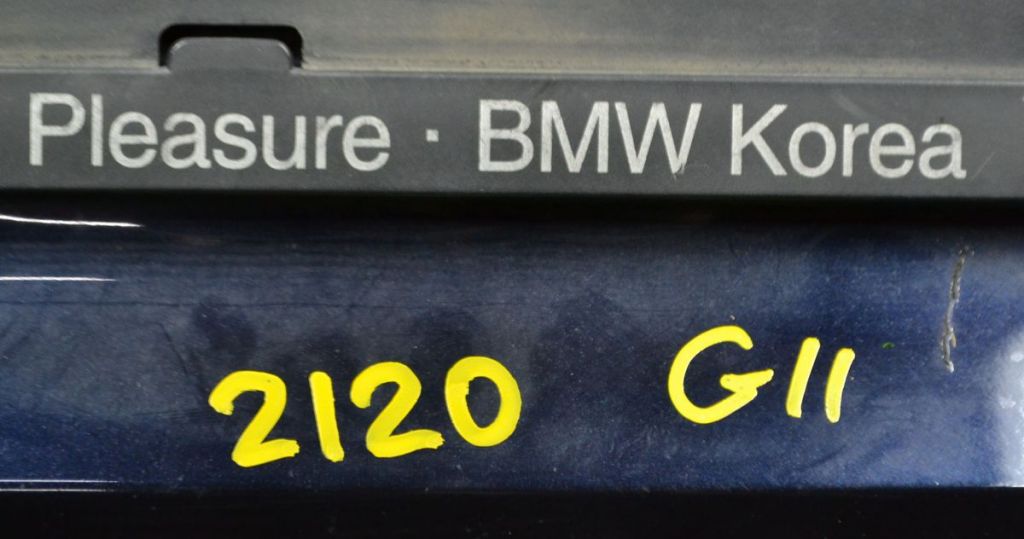 Pleasure · BMW Korea
2120 G11